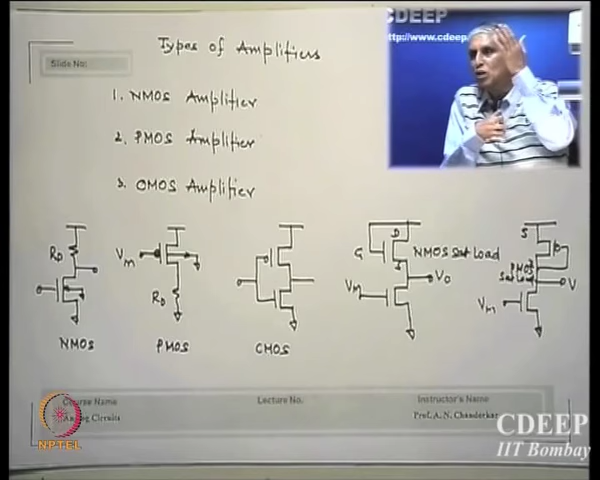 CDEEP
http://www.cdeep.
Slide No:
Types of Amplifiers
1. NMOS Amplifier
2. PMOS Amplifier
3. CMOS Amplifier
RD
NMOS
Vin
RD
PMOS
CMOS
G
D
S
NMOS Sat Load
Vin
Vo
S
PMOS
Sat Load
Vin
V
Course Name
Analog Circuits
Lecture No.
Instructor's Name
Prof. A. N. Chandorkar
NPTEL
CDEEP
IIT Bombay